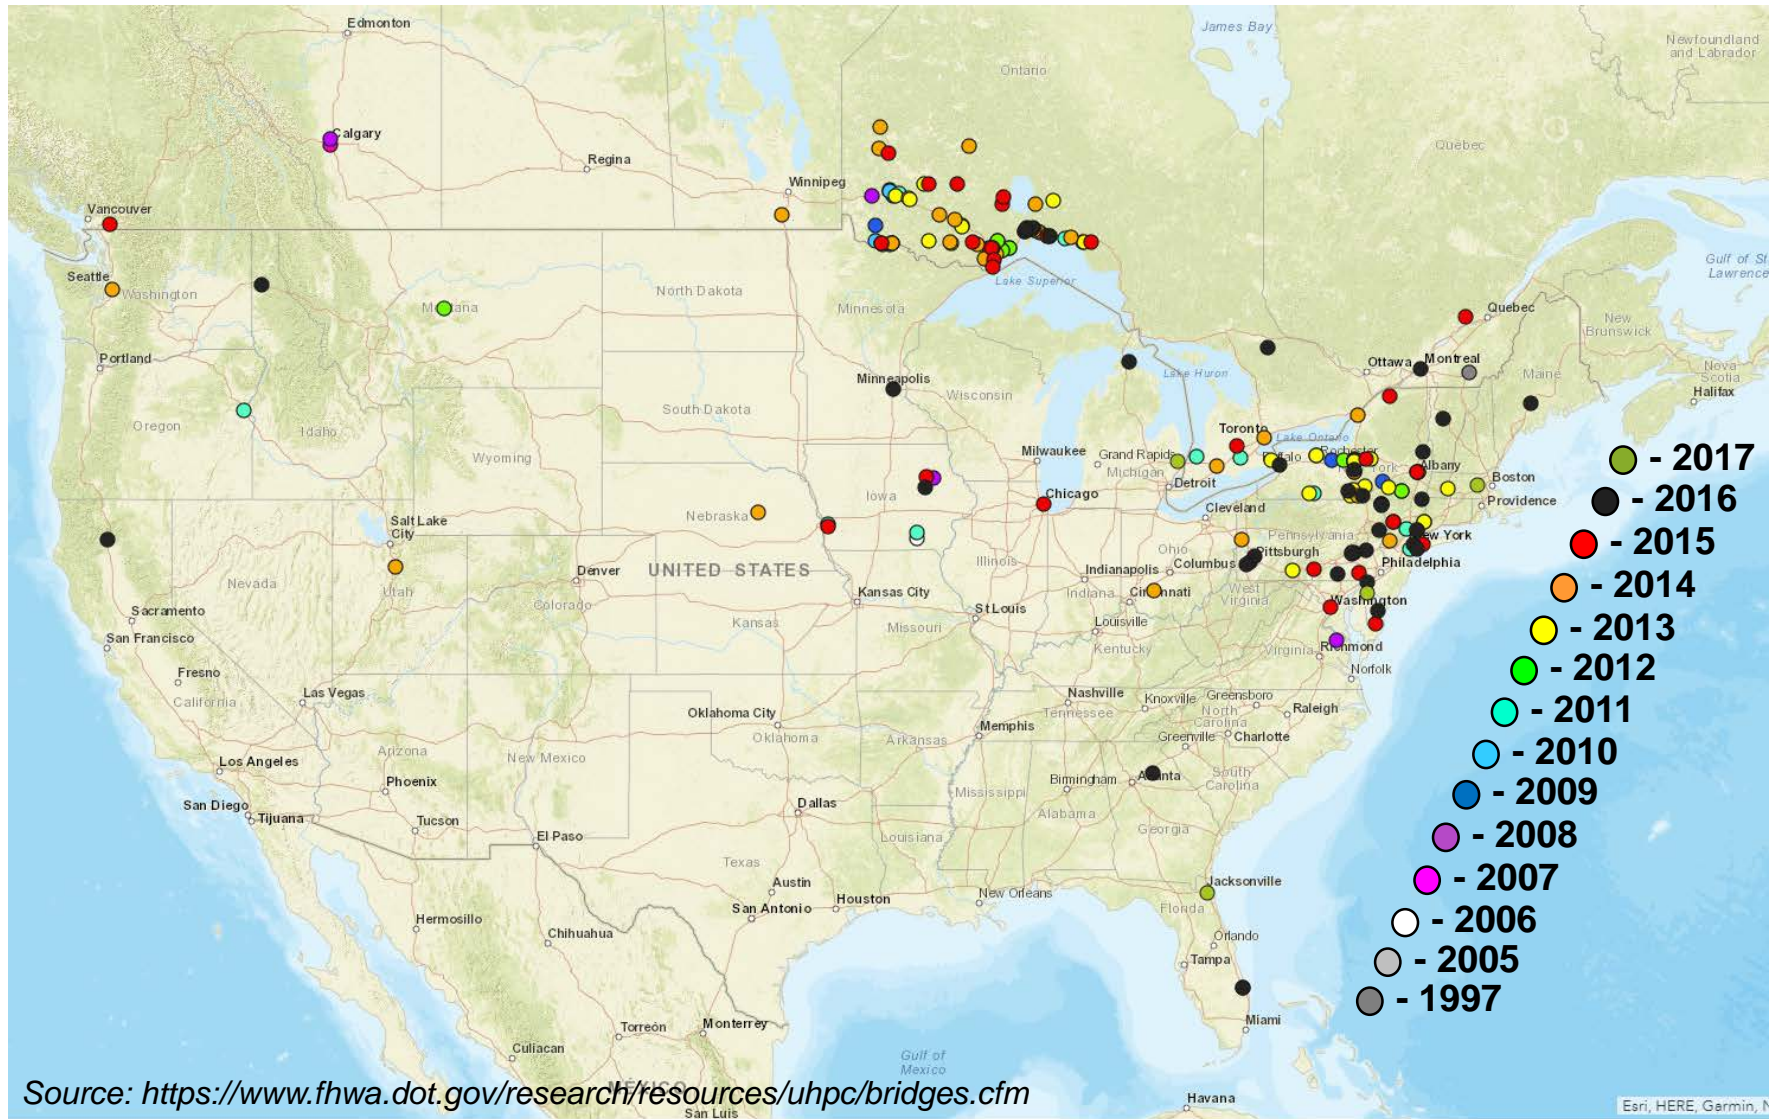 Edmonton
James Bay
Newfoundland
and Labrador
Ontario
Calgary
Regina
Winnipeg
Québec
Vancouver
Seattle
Washington
Montana
North Dakota
Minnesota
Lake Superior
Gulf of St
Lawrence
Quebec
New
Brunswick
Portland
Ottawa
Montreal
Maine
Nova
Scotia
Halifax
Lake Huron
Minneapolis
Wisconsin
South Dakota
Oregon
Idaho
Wyoming
Toronto
Lake Ontario
Rochester
Buffalo
York
Albany
Milwaukee
Grand Rapids
Michigan
Detroit
Boston
Providence
Iowa
Chicago
Cleveland
Nebraska
Salt Lake
City
Pennsylvania
New York
Pittsburgh
Ohio
Columbus
Philadelphia
Illinois
Indianapolis
Indiana
Cincinnati
West
Virginia
Washington
Nevada
Utah
Denver
Colorado
UNITED STATES
Kansas City
Kansas
Missouri
St Louis
Louisville
Kentucky
Virginia
Richmond
Norfolk
Sacramento
San Francisco
Fresno
California
Las Vegas
Oklahoma City
Oklahoma
Nashville
Tennessee
Knoxville
Greensboro
North
Carolina
Raleigh
Memphis
Arkansas
Greenville
Charlotte
Los Angeles
Arizona
Phoenix
New Mexico
Birmingham
Atlanta
South
Carolina
Mississippi
Alabama
Georgia
San Diego
Tijuana
Tucson
El Paso
Dallas
Louisiana
Texas
Austin
San Antonio
Houston
New Orleans
Jacksonville
Florida
Orlando
Tampa
Miami
Hermosillo
Chihuahua
Torreón
Monterrey
Culiacan
Gulf of
Mexico
MÉXICO
San Luis
Havana
- 2017
- 2016
- 2015
- 2014
- 2013
- 2012
- 2011
- 2010
- 2009
- 2008
- 2007
- 2006
- 2005
- 1997
Source: https://www.fhwa.dot.gov/research/resources/uhpc/bridges.cfm
Esri, HERE, Garmin, N